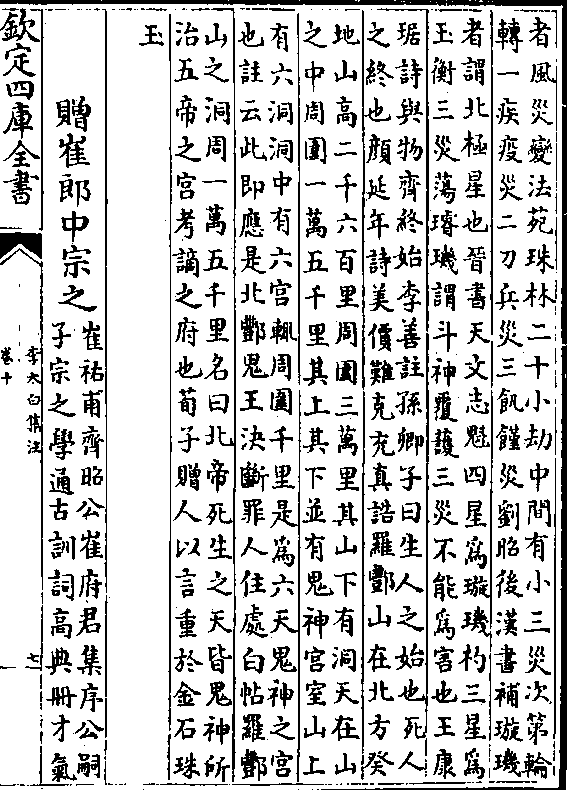 者風災變法苑珠林二十小劫中間有小三災次第輪
轉一疾疫災二刀兵災三飢饉災劉昭後漢書補璇璣
者謂北極星也晉書天文志魁四星爲璇璣杓三星爲
玉衡三災蕩璿璣謂斗神覆護三災不能爲害也王康
琚詩與物齊終始李善註孫卿子曰生人之始也死人
之終也顏延年詩美價難克充真誥羅酆山在北方癸
地山高二千六百里周圍三萬里其山下有洞天在山
之中周圍一萬五千里其上其下並有鬼神宮室山上
有六洞洞中有六宮輒周圍千里是爲六天鬼神之宮
也註云此即應是北酆鬼王決斷罪人住處白帖羅酆
山之洞周一萬五千里名曰北帝死生之天皆鬼神所
治五帝之宮考謫之府也荀子贈人以言重於金石珠
玉
贈崔郎中宗之
崔祐甫齊昭公崔府君集序公嗣
子宗之學通古訓詞高典冊才氣
欽定四庫全書
李太白集注
卷十
七